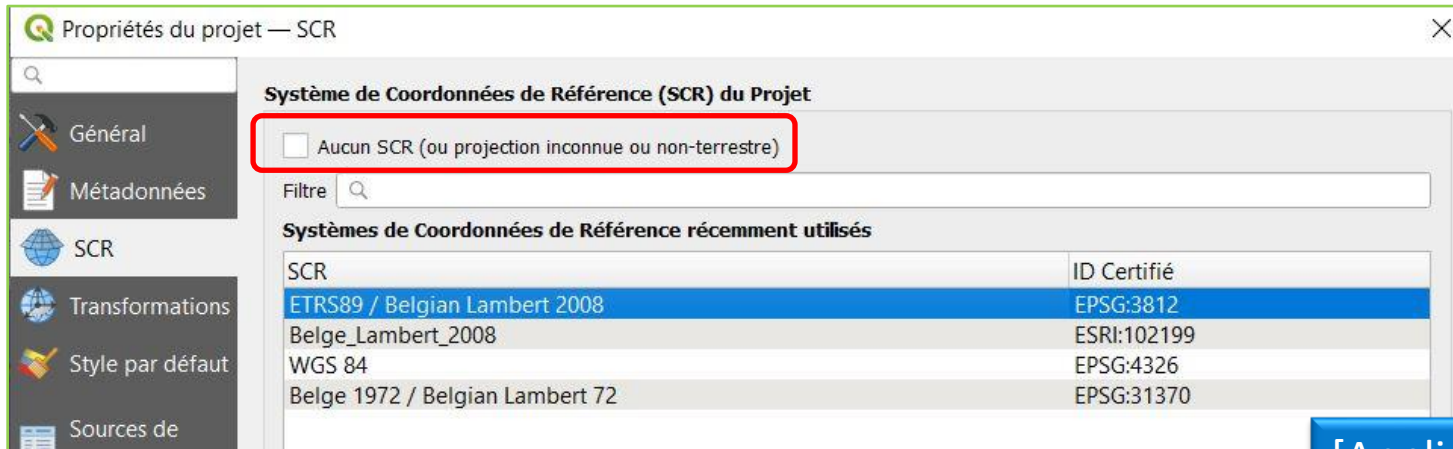 Propriétés du projet — SCR
Système de Coordonnées de Référence (SCR) du Projet
Général
Aucun SCR (ou projection inconnue ou non-terrestre)
Métadonnées
Filtre
Systèmes de Coordonnées de Référence récemment utilisés
SCR
SCR ID Certifié
Transformations
ETRS89 / Belgian Lambert 2008 EPSG:3812
Belge_Lambert_2008 ESRI:102199
Style par défaut
WGS 84 EPSG:4326
Belge 1972 / Belgian Lambert 72 EPSG:31370
Sources de